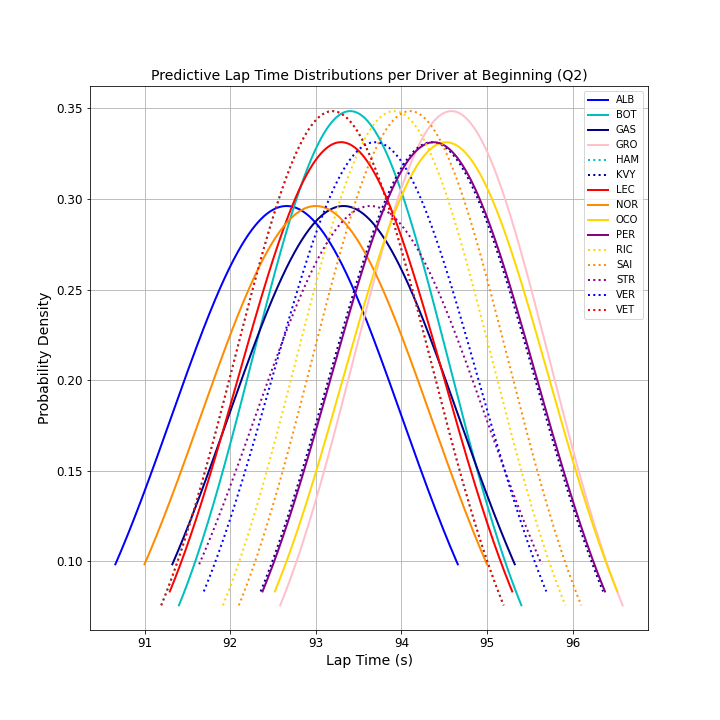 Predictive Lap Time Distributions per Driver at Beginning (Q2)
0.35
0.30
0.25
0.20
0.15
0.10
Probability Density
91 92 93 94 95 96
Lap Time (s)
ALB
BOT
GAS
GRO
HAM
KVY
LEC
NOR
OCO
PER
RIC
SAI
STR
VER
VET